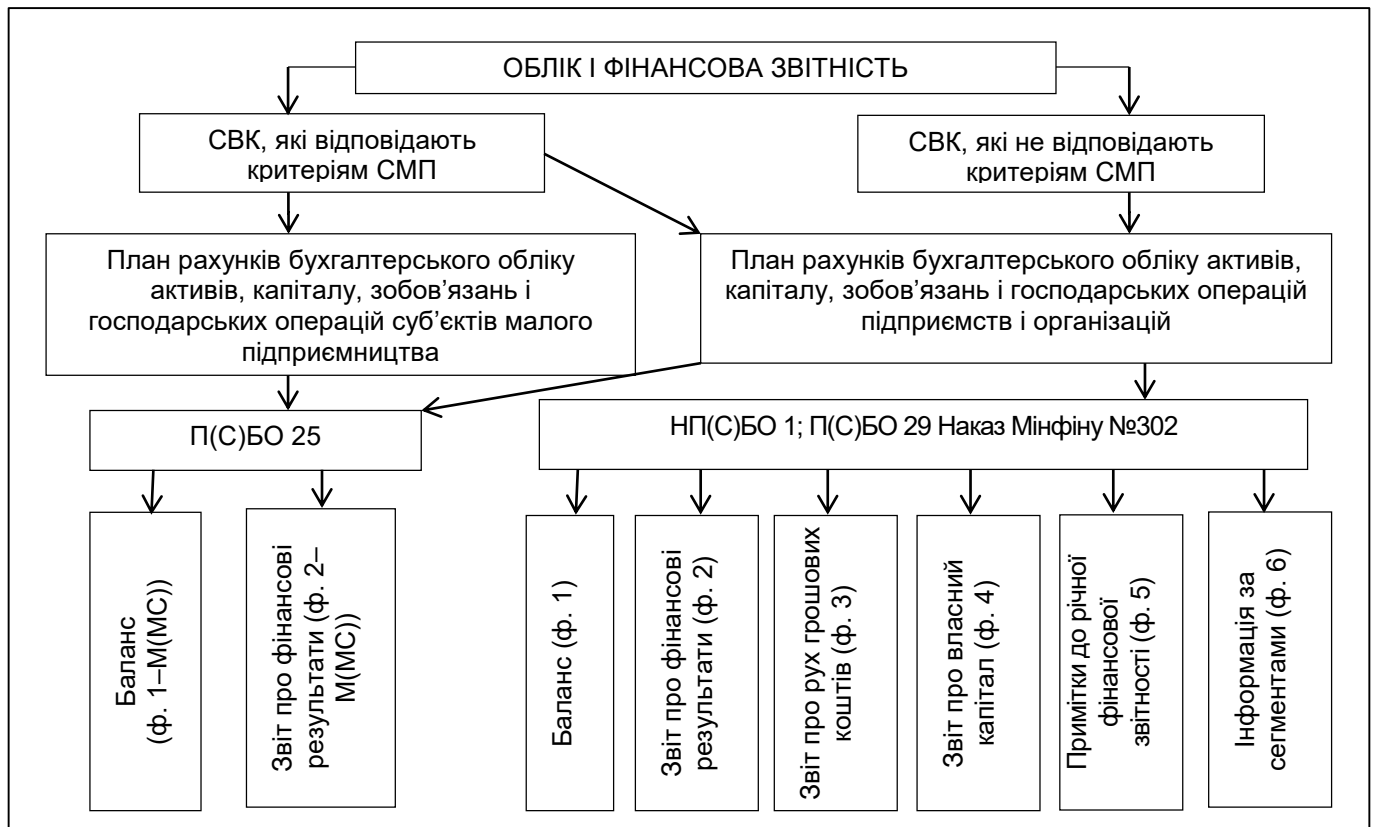 ОБЛІК І ФІНАНСОВА ЗВІТНІСТЬ
СВК, які відповідають
критеріям СМП
СВК, які не відповідають
критеріям СМП
План рахунків бухгалтерського обліку
активів, капіталу, зобов’язань і
господарських операцій суб’єктів малого
підприємництва
План рахунків бухгалтерського обліку активів,
капіталу, зобов’язань і господарських операцій
підприємств і організацій
П(С)БО 25
НП(С)БО 1; П(С)БО 29 Наказ Мінфіну №302
Баланс
(ф. 1–М(МС))
Звіт про фінансові
результати (ф. 2–
М(МС))
Баланс (ф. 1)
Звіт про фінансові
результати (ф. 2)
Звіт про рух грошових
коштів (ф. 3)
Звіт про власний
капітал (ф. 4)
Примітки до річної
фінансової
звітності (ф. 5)
Інформація за
сегментами (ф. 6)